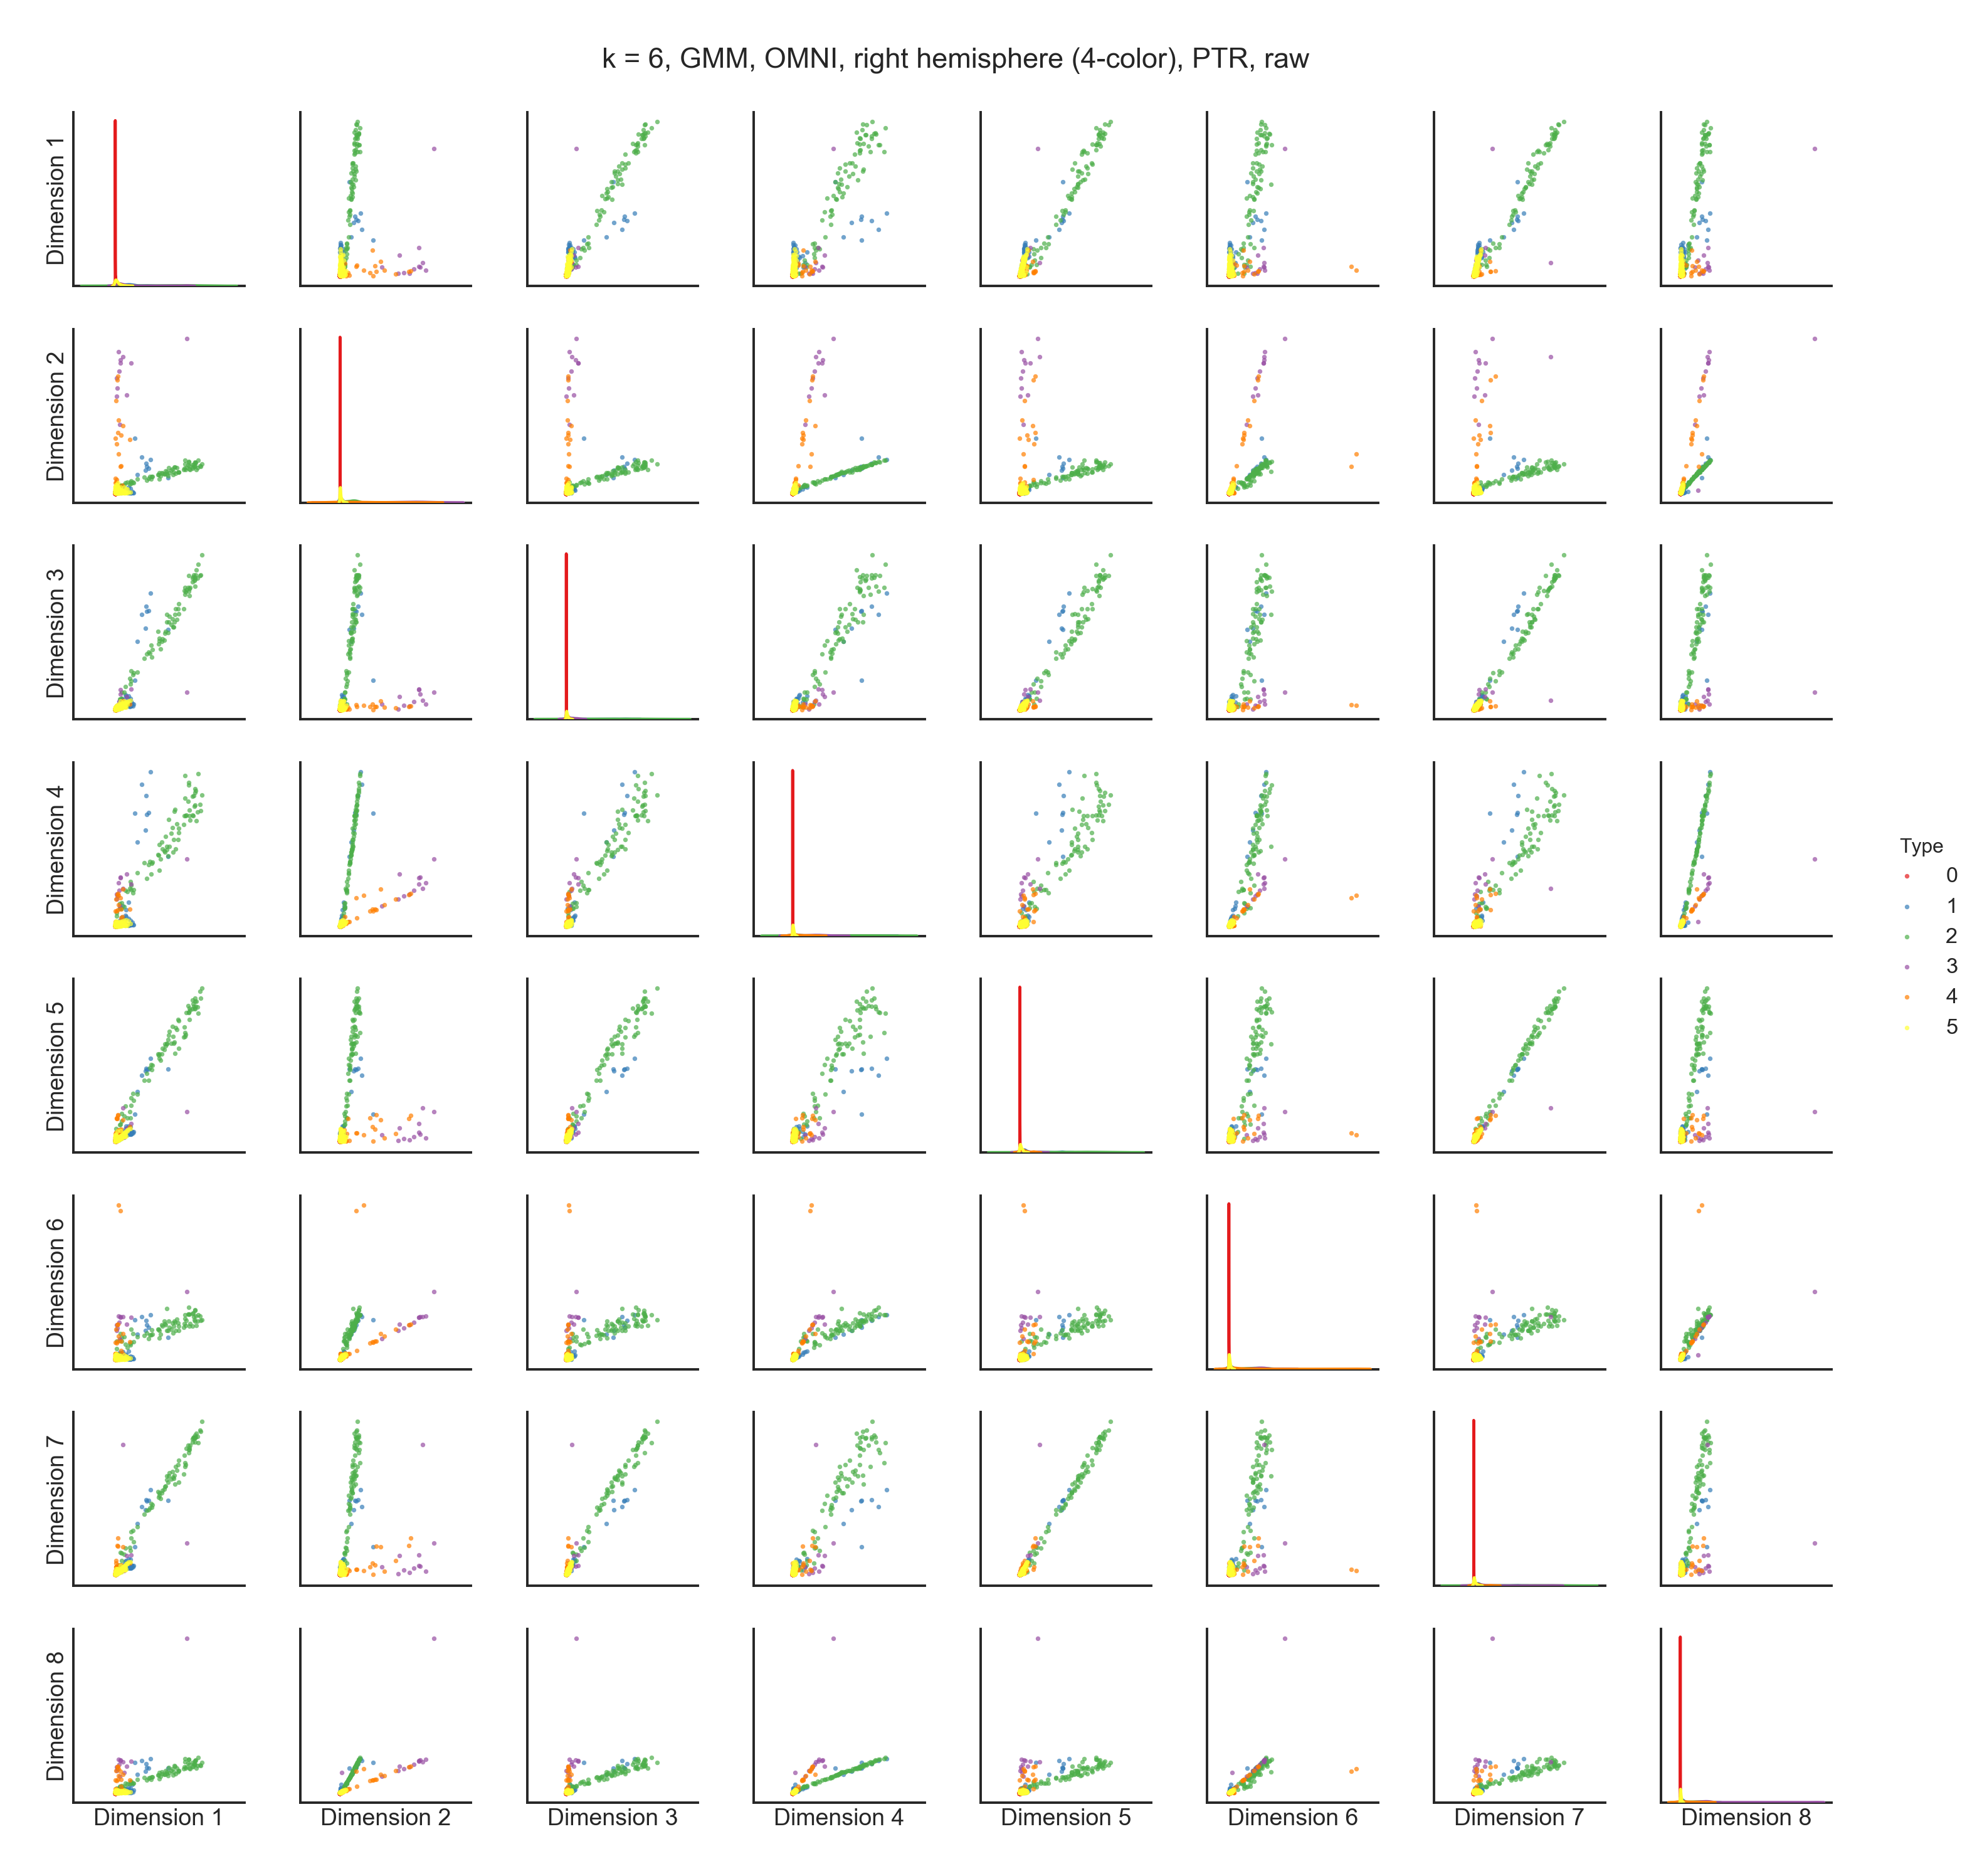 k = 6, GMM, OMNI, right hemisphere (4-color), PTR, raw
Dimension 1
Dimension 2
Dimension 3
Dimension 4
Dimension 5
Dimension 6
Dimension 7
Dimension 8
Type
0
1
2
3
4
5
Dimension 1
Dimension 2
Dimension 3
Dimension 4
Dimension 5
Dimension 6
Dimension 7
Dimension 8